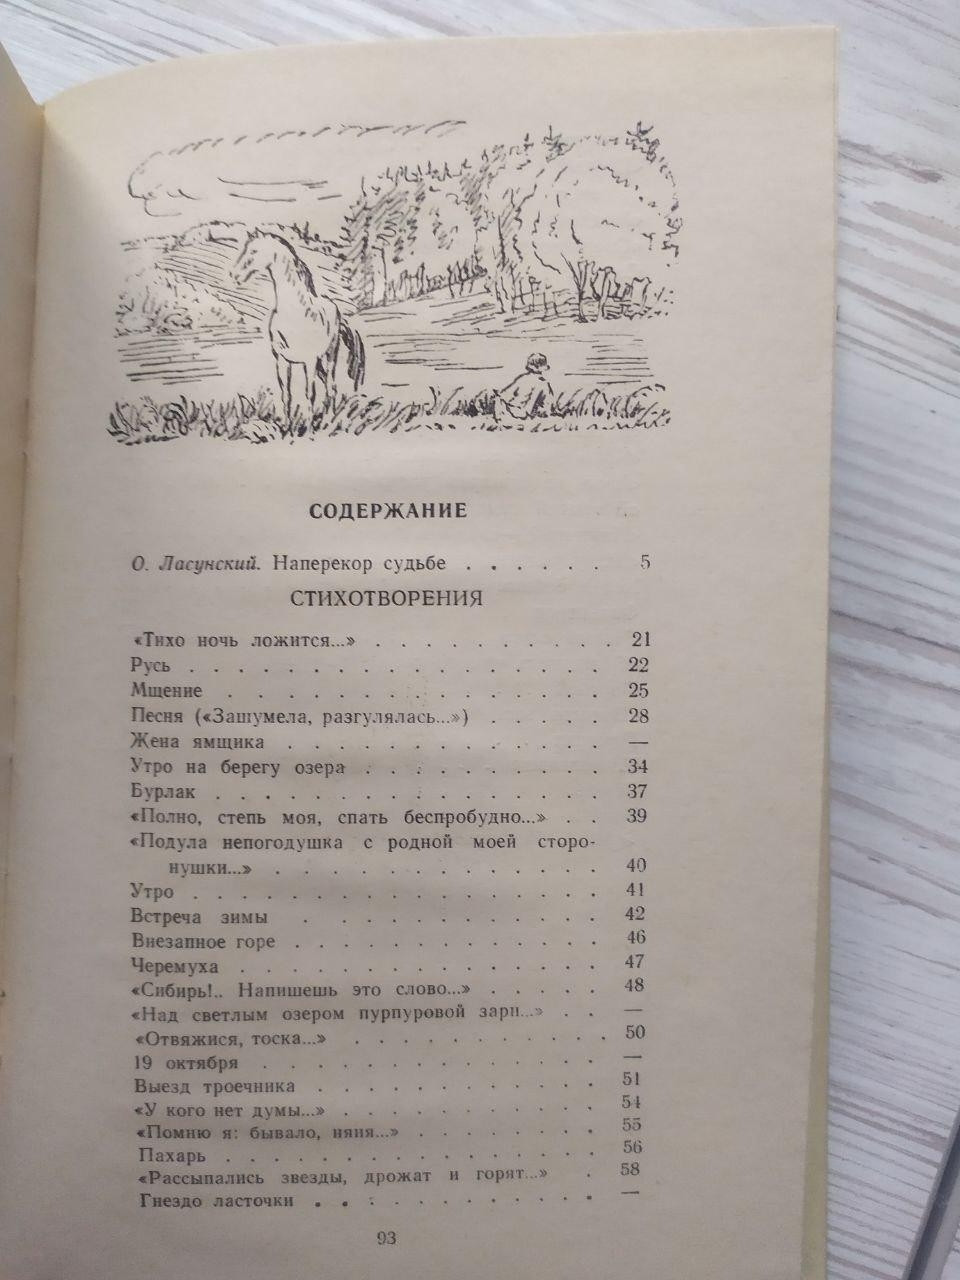 СОДЕРЖАНИЕ
О. Ласунский. Наперекор судьбе . . . . . . 5
СТИХОТВОРЕНИЯ
«Тихо ночь ложится...» . . . . . . . . . . 21
Русь . . . . . . . . . . . . . . . . . 22
Мщение . . . . . . . . . . . . . . . 25
Песня («Зашумела, разгулялась...») . . . . . 28
Жена ямщика . . . . . . . . . . . . —
Утро на берегу озера . . . . . . . . . . 34
Бурлак . . . . . . . . . . . . . . . 37
«Полно, степь моя, спать беспробудно...» . . 39
«Подула непогодушка с родной моей сторо-
нушки...» . . . . . . . . . . . . . 40
Утро . . . . . . . . . . . . . . . . 41
Встреча зимы . . . . . . . . . . . . 42
Внезапное горе . . . . . . . . . . . . 46
Черемуха . . . . . . . . . . . . . . 47
«Сибирь!.. Напишешь это слово...» . . . . . 48
«Над светлым озером пурпуровой зари...» . . —
«Отвяжися, тоска...» . . . . . . . . . . . 50
19 октября . . . . . . . . . . . . . —
Выезд троечника . . . . . . . . . . . 51
«У кого нет думы...» . . . . . . . . . . 54
«Помню я: бывало, няня...» . . . . . . . 55
Пахарь . . . . . . . . . . . . . . . 56
«Рассыпались звезды, дрожат и горят...» . 58
Гнездо ласточки . . . . . . . . . . . —
93